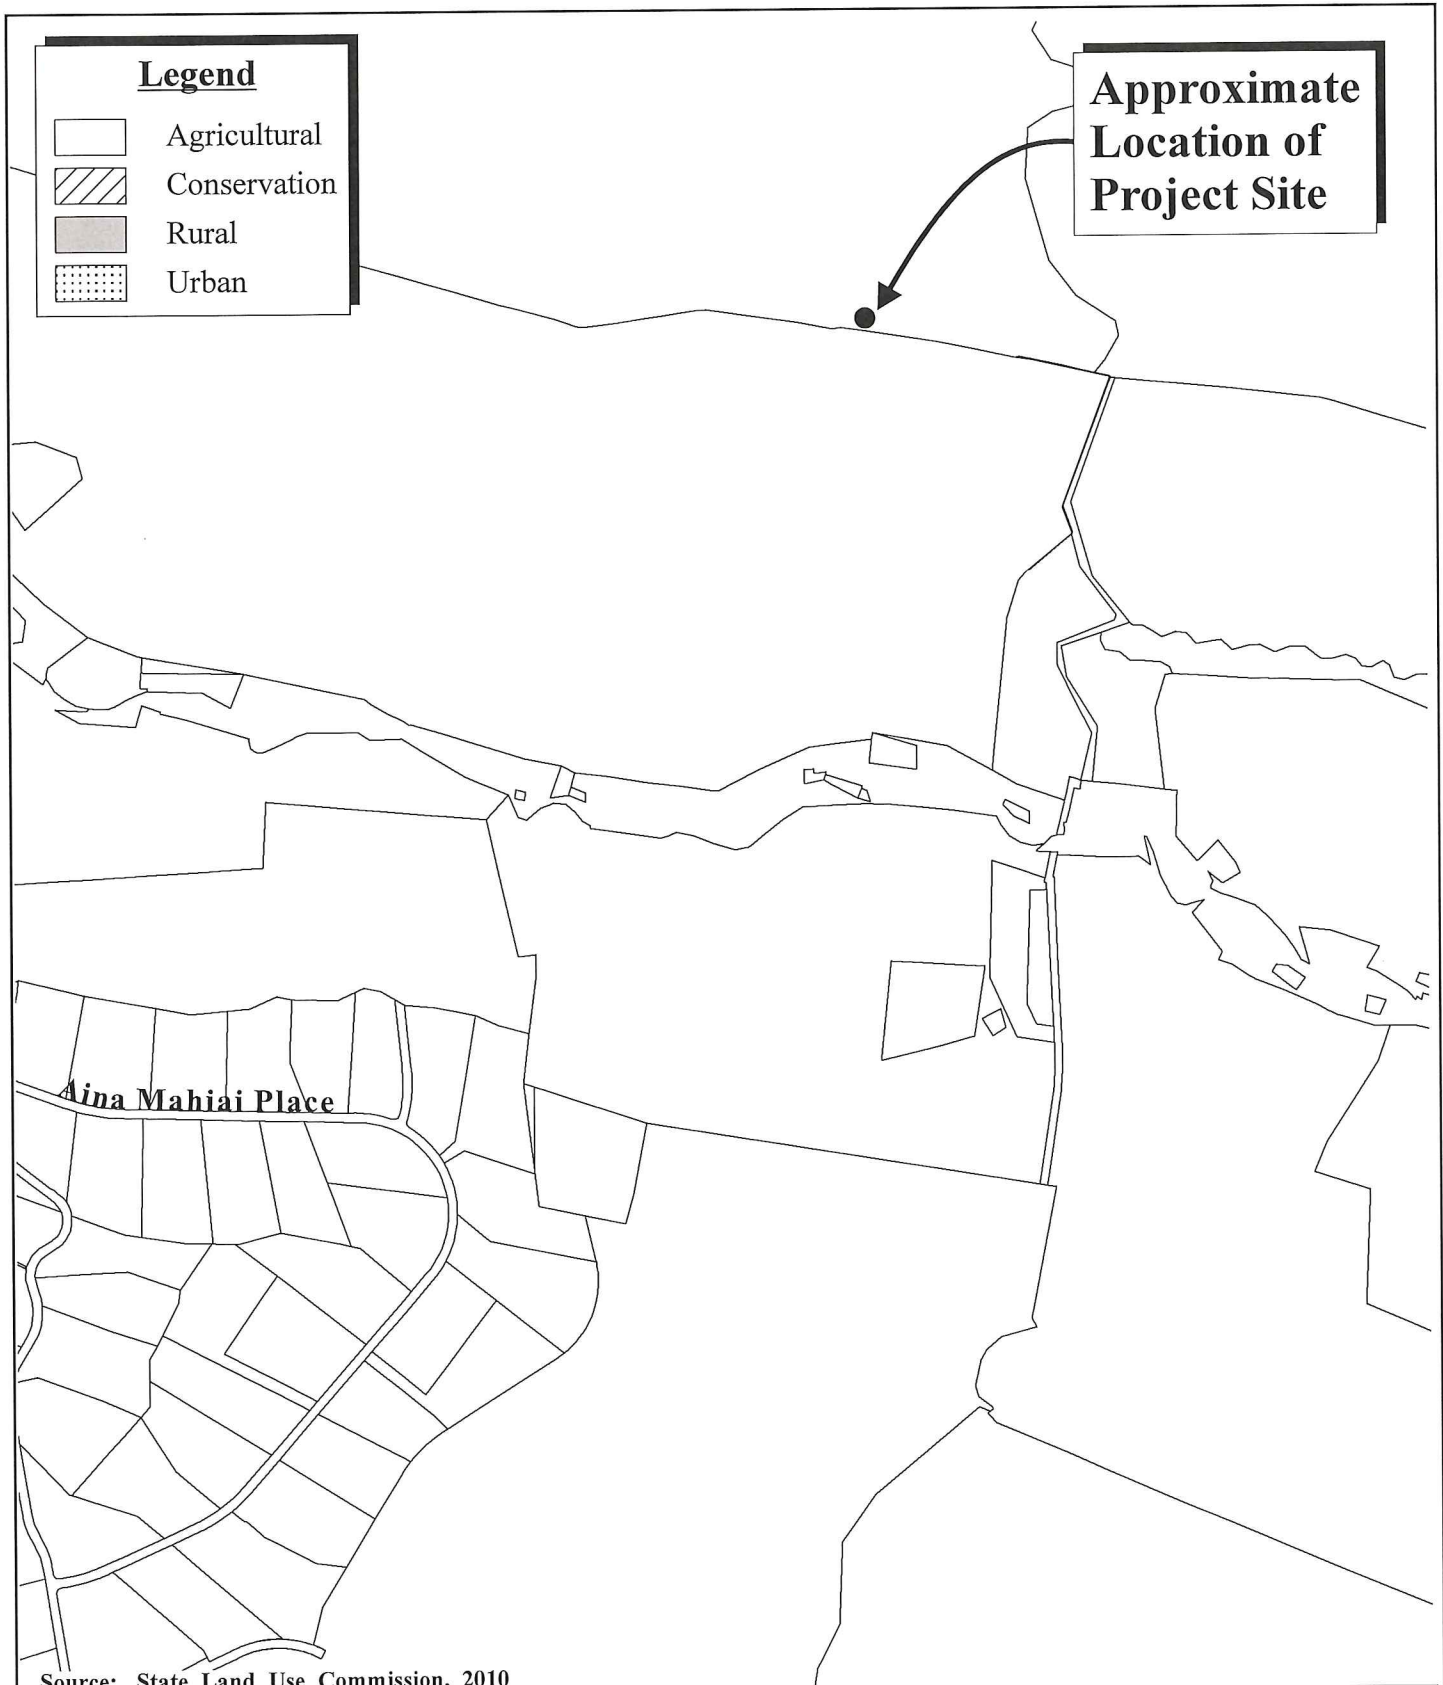 Legend
Agricultural
Conservation
Rural
Urban
Approximate
Location of
Project Site
Aina Mahiai Place
Source: State Land Use Commission, 2010